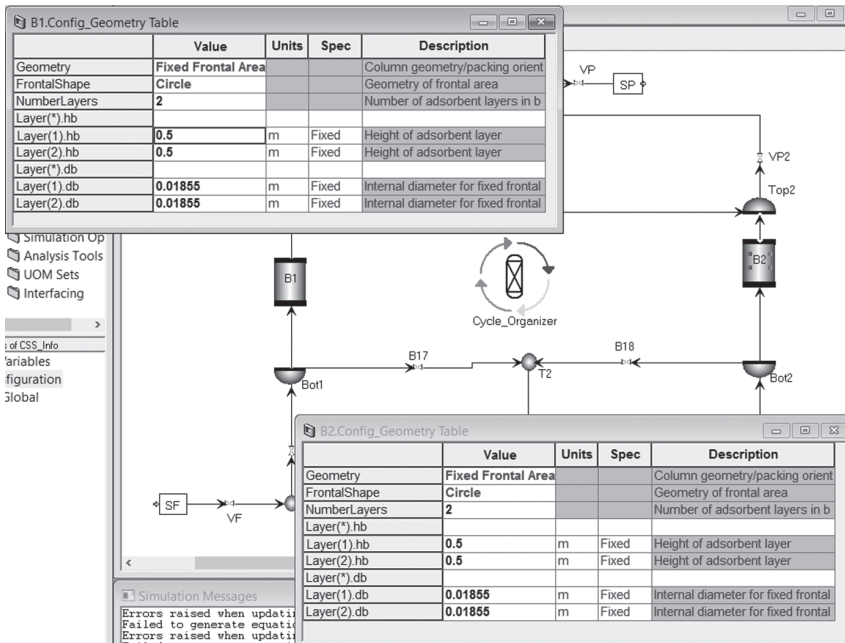 B1.Config_Geometry Table
Value Units Spec Description
Geometry Fixed Frontal Area Column geometry/packing orient
FrontalShape Circle Geometry of frontal area
NumberLayers 2 Number of adsorbent layers in b
Layer(*).hb
Layer(1).hb 0.5 m Fixed Height of adsorbent layer
Layer(2).hb 0.5 m Fixed Height of adsorbent layer
Layer(*).db
Layer(1).db 0.01855 m Fixed Internal diameter for fixed frontal
Layer(2).db 0.01855 m Fixed Internal diameter for fixed frontal
VP
SP
VP2
Top2
Simulation Op
Analysis Tools
UOM Sets
Interfacing
s of CSS_Info
Variables
figuration
Global
B1
B2
Cycle_Organizer
B17
B18
Bot1
T2
Bot2
SF
VF
B2.Config_Geometry Table
Value Units Spec Description
Geometry Fixed Frontal Area Column geometry/packing orient
FrontalShape Circle Geometry of frontal area
NumberLayers 2 Number of adsorbent layers in b
Layer(*).hb
Layer(1).hb 0.5 m Fixed Height of adsorbent layer
Layer(2).hb 0.5 m Fixed Height of adsorbent layer
Layer(*).db
Layer(1).db 0.01855 m Fixed Internal diameter for fixed frontal
Layer(2).db 0.01855 m Fixed Internal diameter for fixed frontal
Simulation Messages
Errors raised when updatin
Failed to generate equatio
Errors raised when updatin